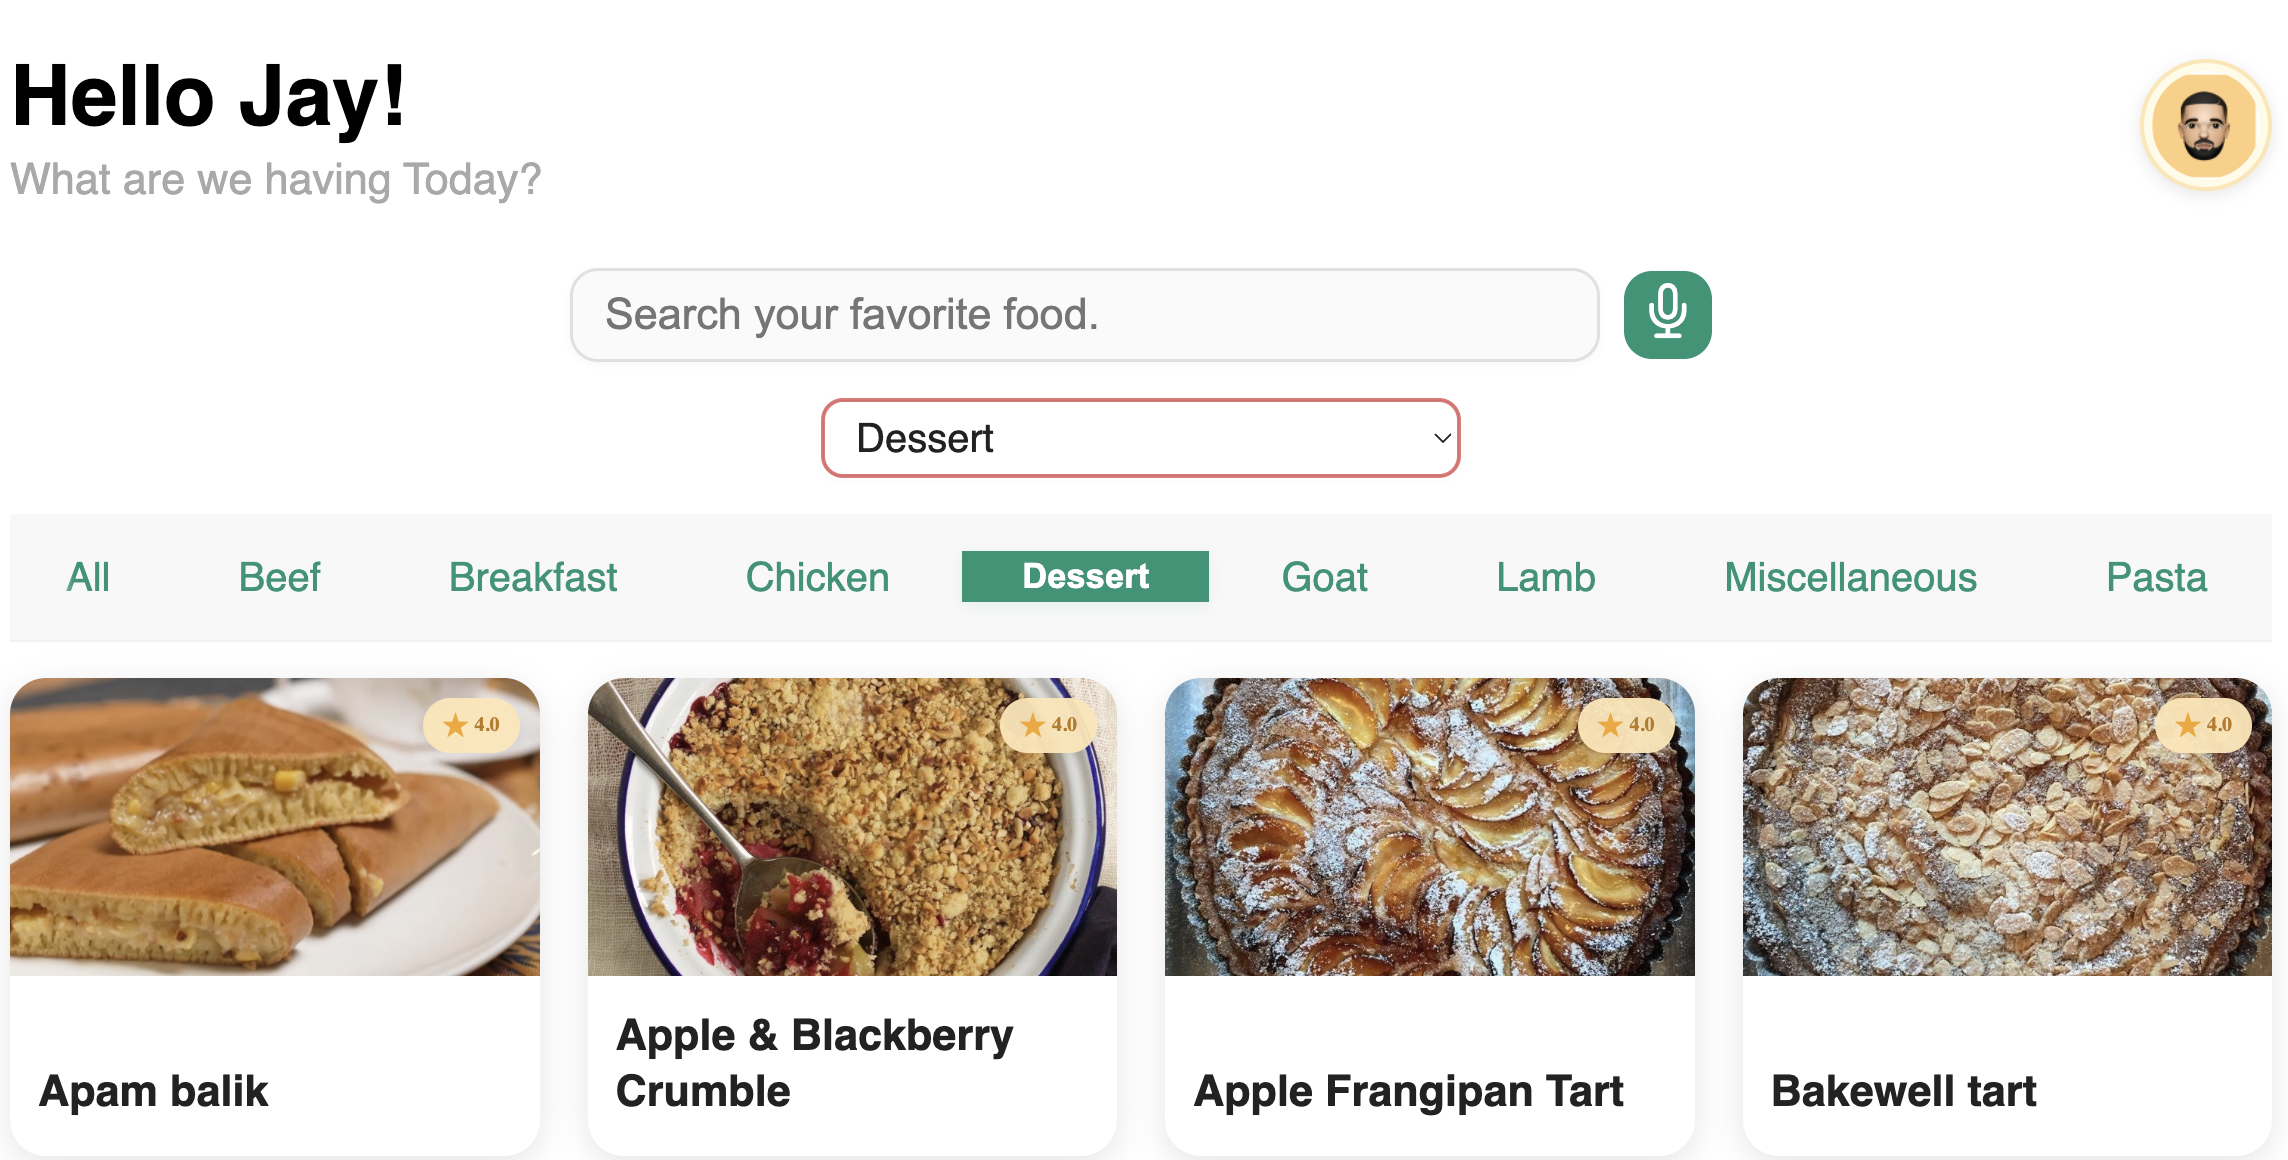 Hello Jay!
What are we having Today?
Search your favorite food.
Dessert
All Beef Breakfast Chicken Dessert Goat Lamb Miscellaneous Pasta
★ 4.0
★ 4.0
★ 4.0
★ 4.0
Apam balik
Apple & Blackberry
Crumble
Apple Frangipan Tart
Bakewell tart